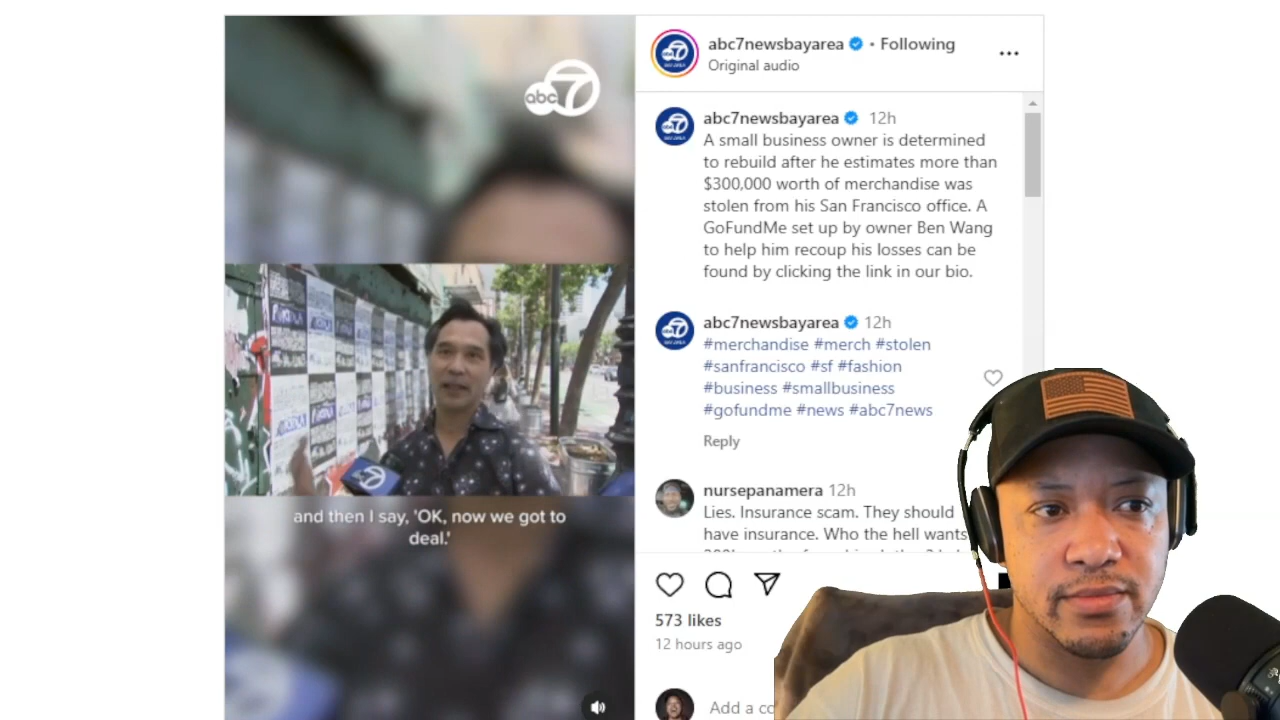 abc7
abc7newsbayarea • Following
Original audio
abc7newsbayarea 12h
A small business owner is determined
to rebuild after he estimates more than
$300,000 worth of merchandise was
stolen from his San Francisco office. A
GoFundMe set up by owner Ben Wang
to help him recoup his losses can be
found by clicking the link in our bio.
abc7newsbayarea 12h
#merchandise #merch #stolen
#sanfrancisco #sf #fashion
#business #smallbusiness
#gofundme #news #abc7news
Reply
nursepanamera 12h
Lies. Insurance scam. They should
have insurance. Who the hell wants
and then I say, 'OK, now we got to
deal.'
573 likes
12 hours ago
Add a co